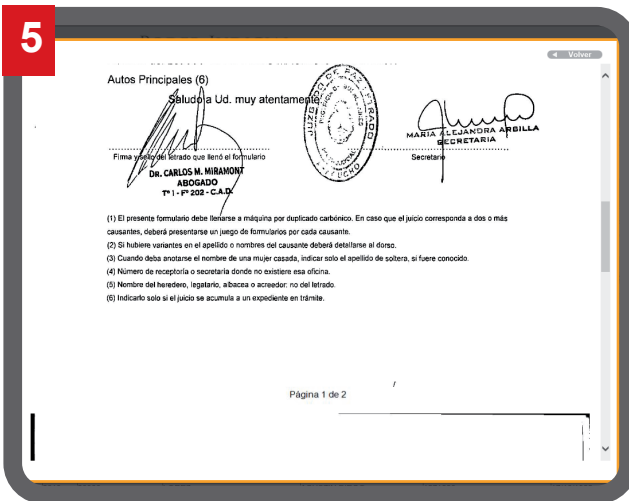 5
Volver
Autos Principales (6)
Saludo a Ud. muy atentamente.
MARIA ALEJANDRA ARBILLA
SECRETARIA
Firma y sello del letrado que llenó el formulario
Secretario
DR. CARLOS M. MIRAMONT
ABOGADO
Tº I - Fº 202 - C.A.D.
JUZGADO DE PAZ LETRADO
(1) El presente formulario debe llenarse a máquina por duplicado carbónico. En caso que el juicio corresponda a dos o más
causantes, deberá presentarse un juego de formularios por cada causante.
(2) Si hubiere variantes en el apellido o nombres del causante deberá detallarse al dorso.
(3) Cuando deba anotarse el nombre de una mujer casada, indicar solo el apellido de soltera, si fuere conocido.
(4) Número de receptoría o secretaría donde no existiere esa oficina.
(5) Nombre del heredero, legatario, albacea o acreedor: no del letrado.
(6) Indicarlo solo si el juicio se acumula a un expediente en trámite.
Página 1 de 2